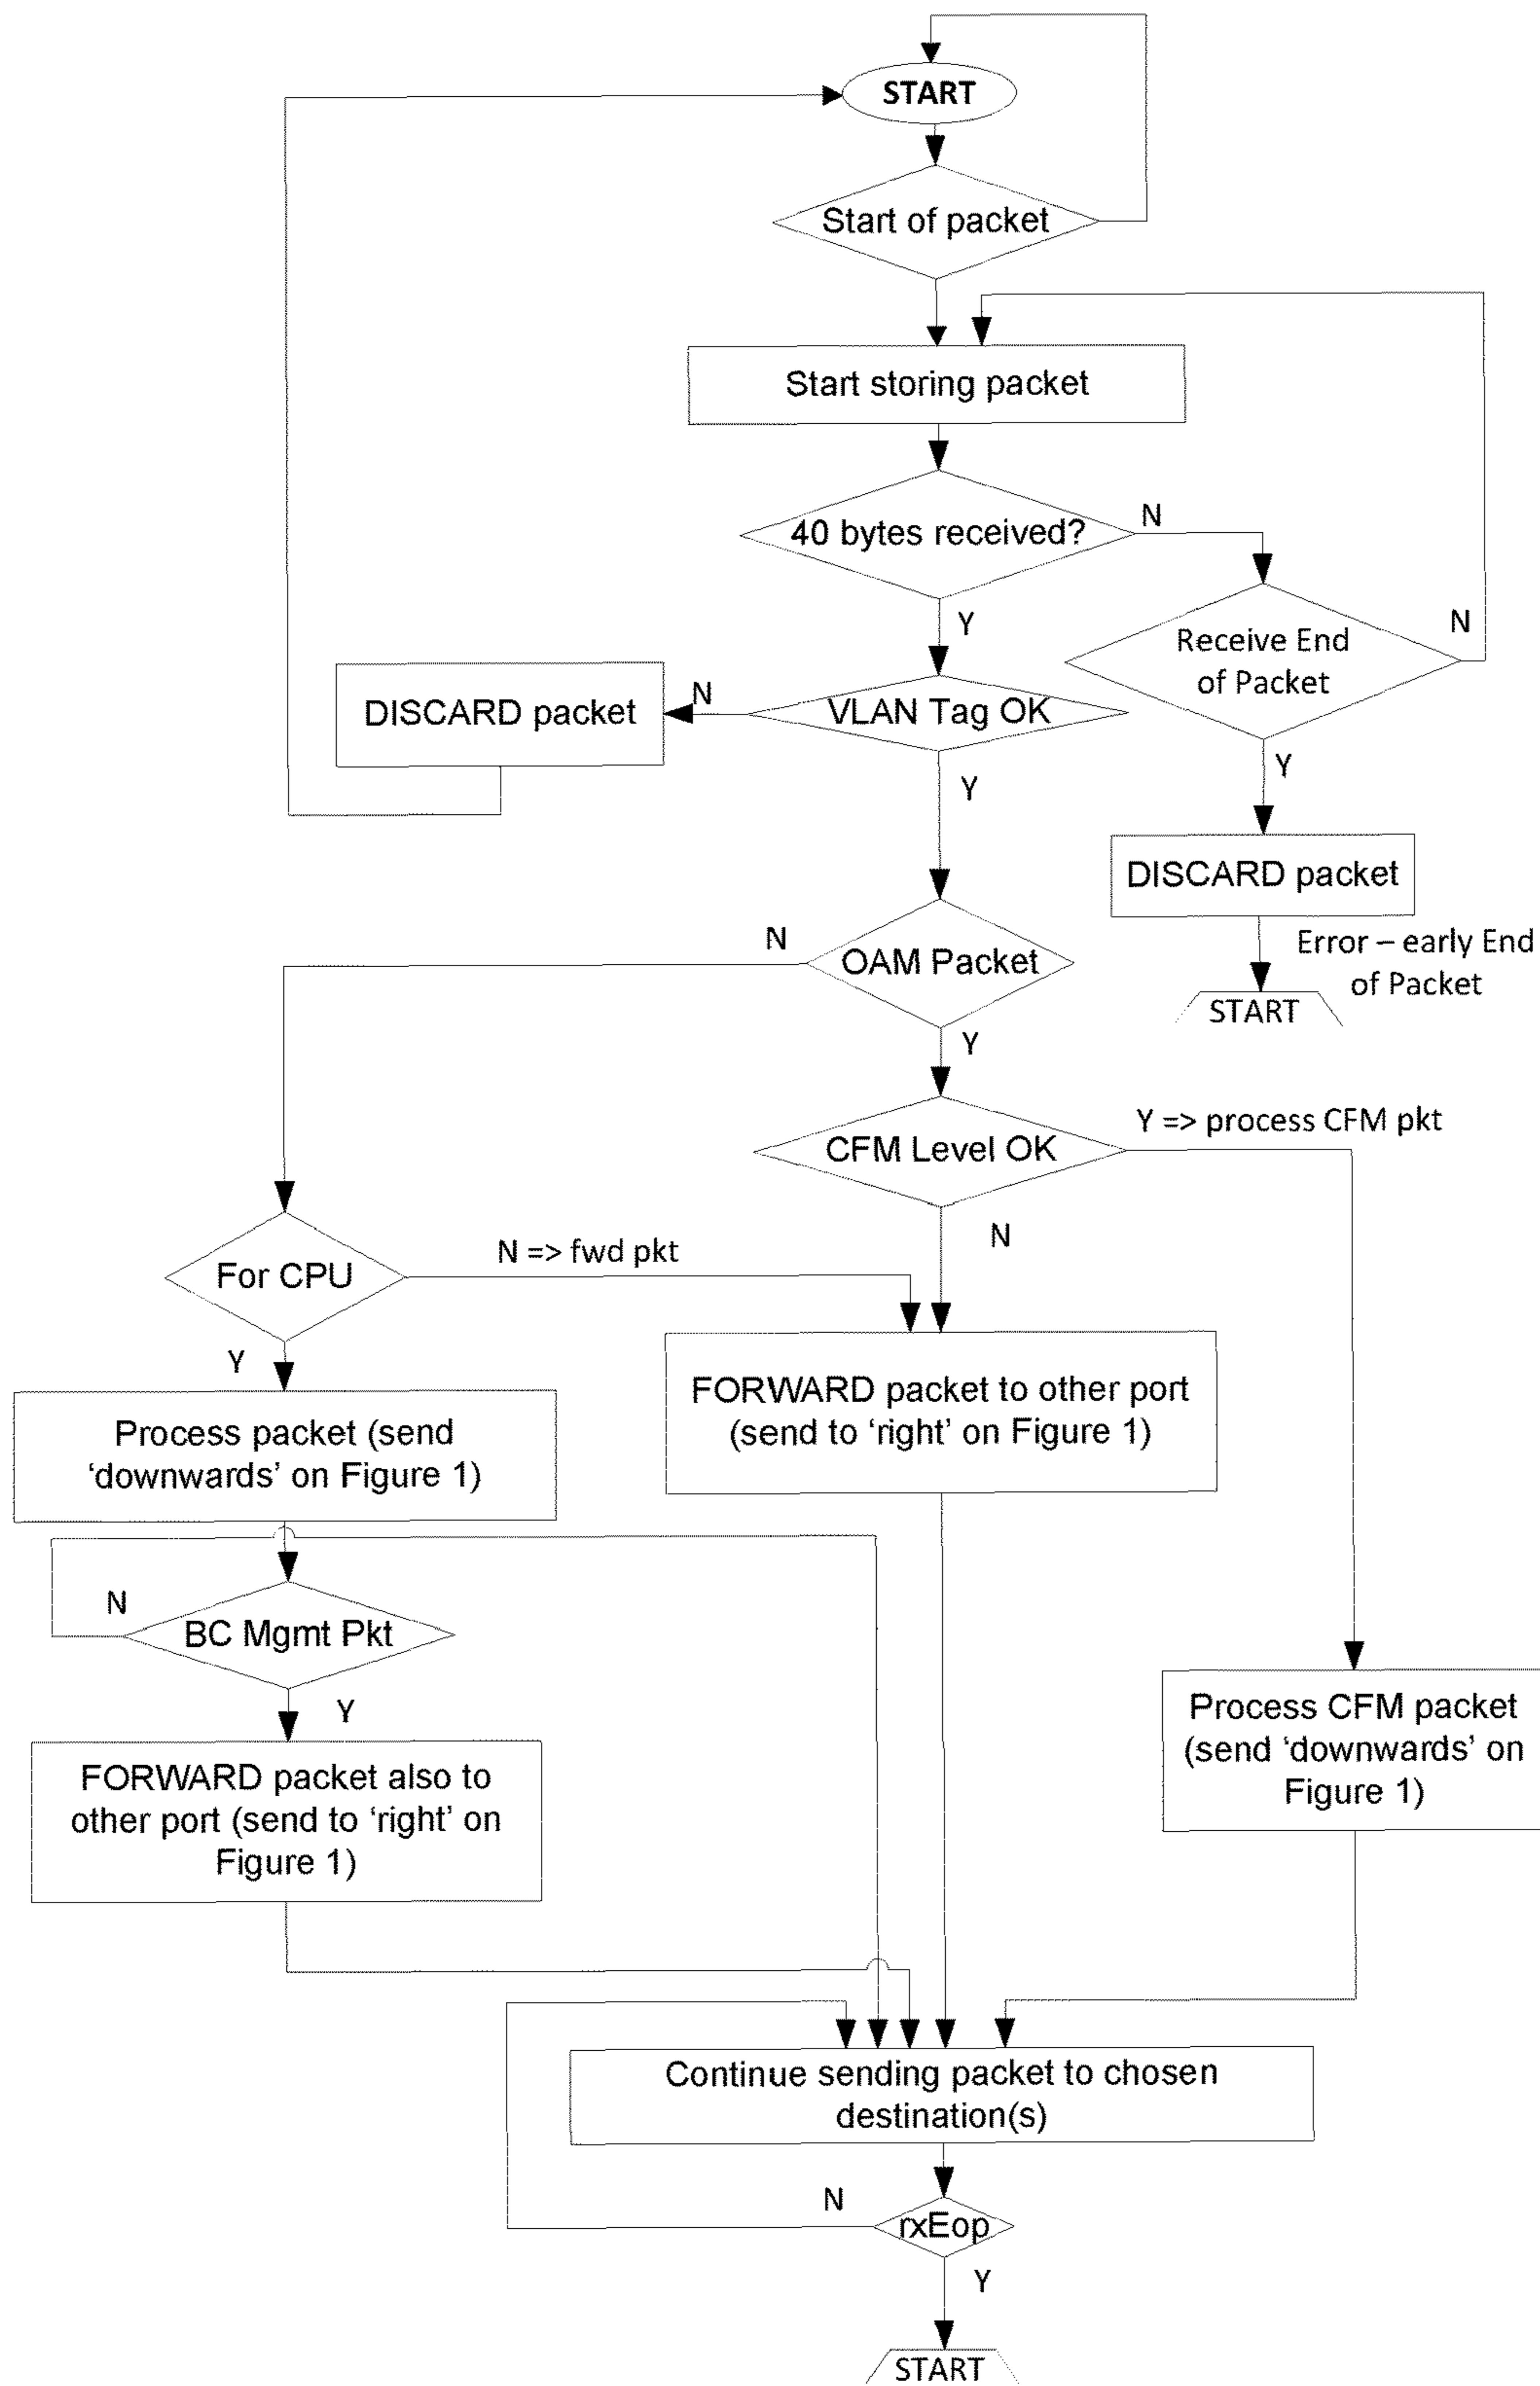 START
Start of packet
Start storing packet
40 bytes received?
N
Y
Receive End
of Packet
N
DISCARD packet
N
VLAN Tag OK
Y
Y
DISCARD packet
Error – early End
of Packet
START
N
OAM Packet
Y
CFM Level OK
Y => process CFM pkt
N
For CPU
N => fwd pkt
Y
Process packet (send
‘downwards’ on Figure 1)
FORWARD packet to other port
(send to ‘right’ on Figure 1)
N
BC Mgmt Pkt
Y
FORWARD packet also to
other port (send to ‘right’ on
Figure 1)
Process CFM packet
(send ‘downwards’ on
Figure 1)
Continue sending packet to chosen
destination(s)
N
rxEop
Y
START